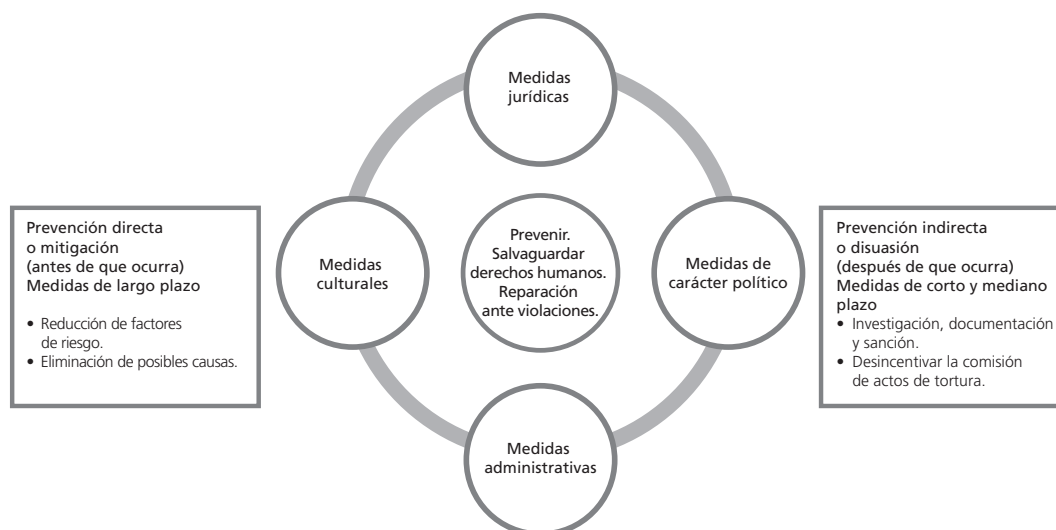 Medidas
jurídicas
Prevención directa
o mitigación
(antes de que ocurra)
Medidas de largo plazo
• Reducción de factores
de riesgo.
• Eliminación de posibles causas.
Medidas
culturales
Prevenir.
Salvaguardar
derechos humanos.
Reparación
ante violaciones.
Medidas de
carácter político
Prevención indirecta
o disuasión
(después de que ocurra)
Medidas de corto y mediano
plazo
• Investigación, documentación
y sanción.
• Desincentivar la comisión
de actos de tortura.
Medidas
administrativas